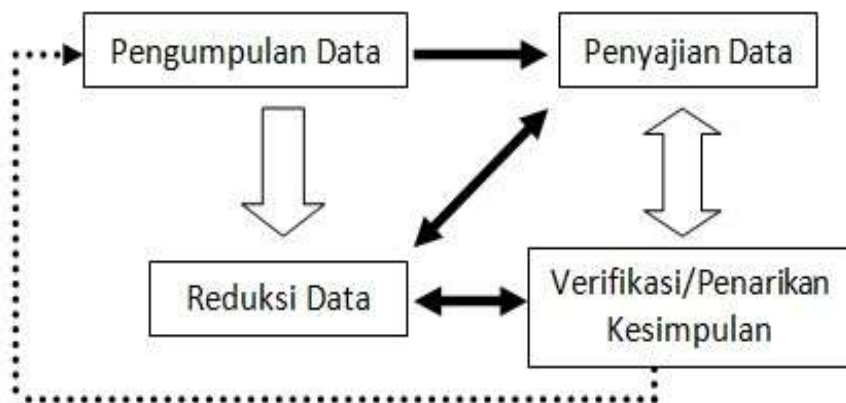 Pengumpulan Data
Penyajian Data
Reduksi Data
Verifikasi/Penarikan
Kesimpulan